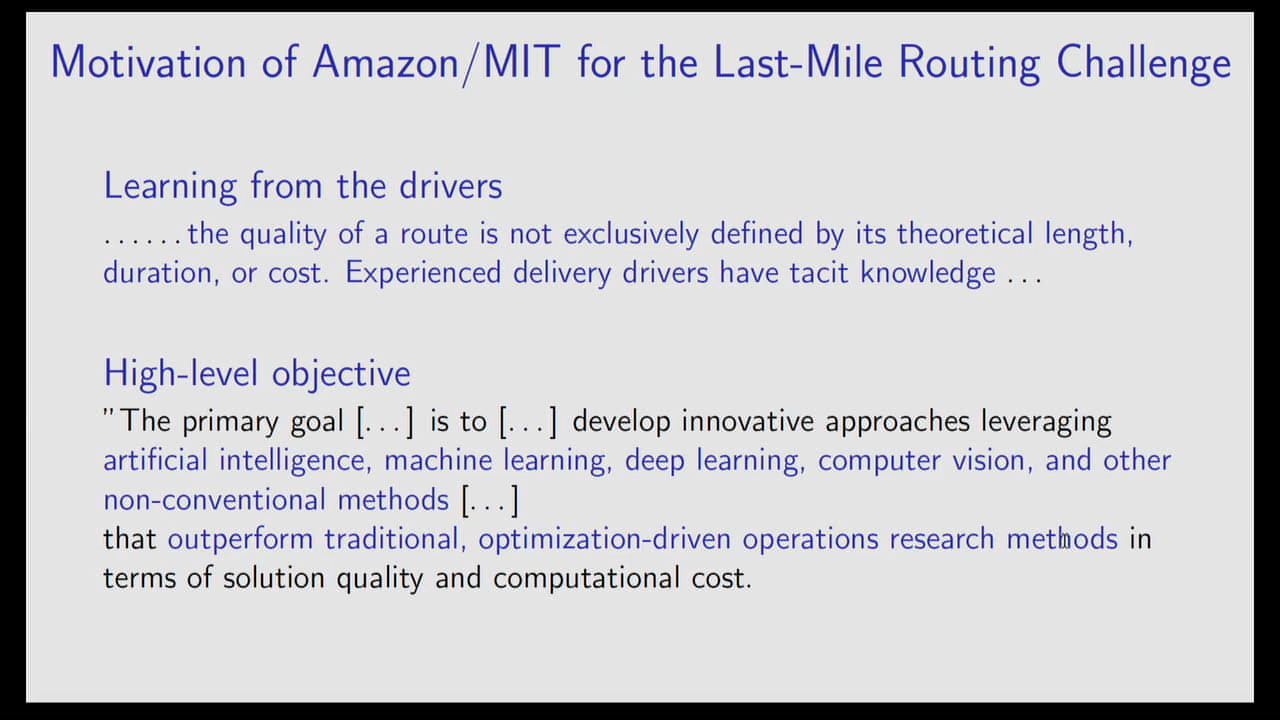 Motivation of Amazon/MIT for the Last-Mile Routing Challenge
Learning from the drivers
. . . . . . the quality of a route is not exclusively defined by its theoretical length,
duration, or cost. Experienced delivery drivers have tacit knowledge . . .
High-level objective
”The primary goal [. . . ] is to [. . . ] develop innovative approaches leveraging
artificial intelligence, machine learning, deep learning, computer vision, and other
non-conventional methods [. . . ]
that outperform traditional, optimization-driven operations research methods in
terms of solution quality and computational cost.